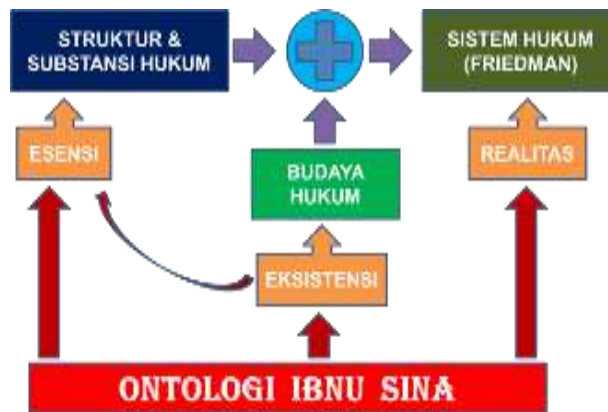 STRUKTUR &
SUBSTANSI HUKUM
SISTEM HUKUM
(FRIEDMAN)
ESENSI
BUDAYA
HUKUM
REALITAS
EKSISTENSI
ONTOLOGI IBNU SINA